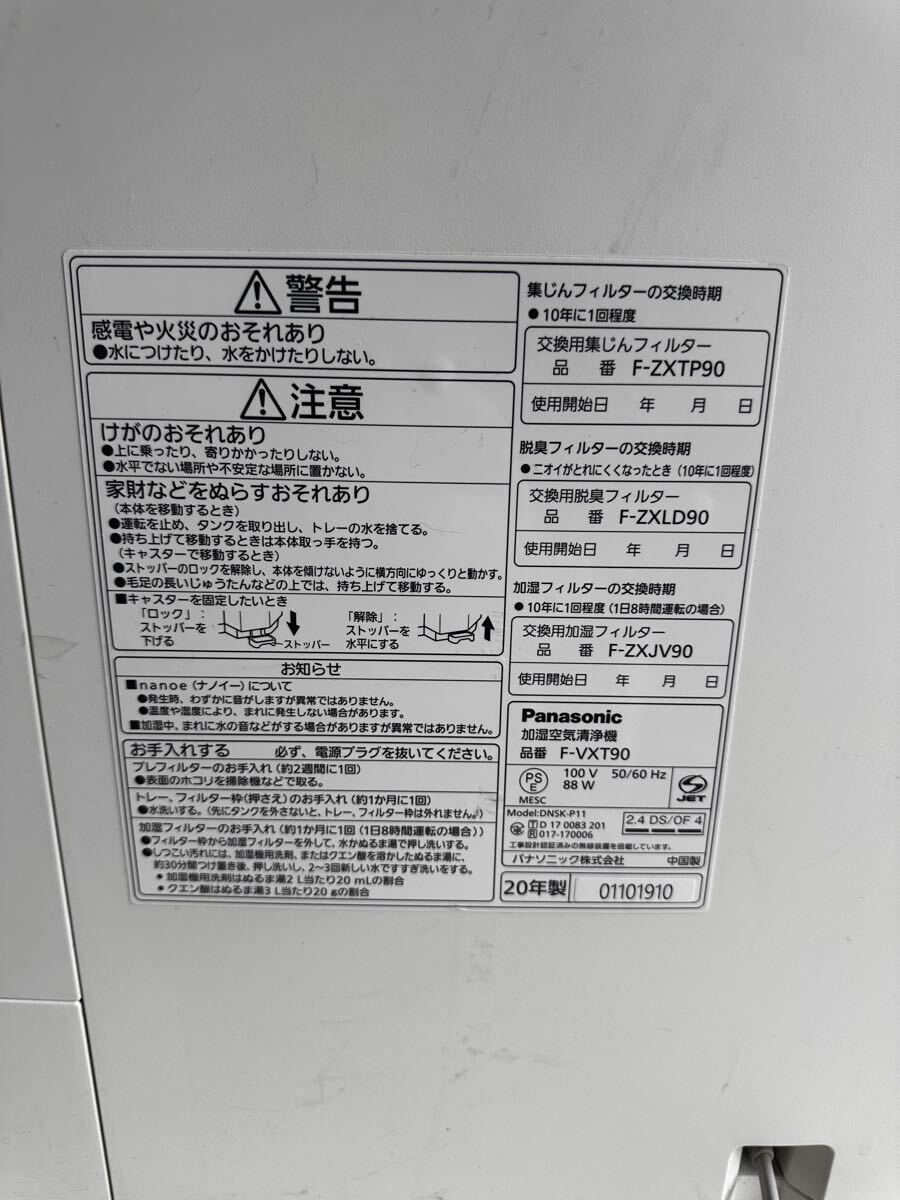 警告
感電や火災のおそれあり
●水につけたり、水をかけたりしない。
注意
けがのおそれあり
●上に乗ったり、寄りかかったりしない。
●水平でない場所や不安定な場所に置かない。
家財などをぬらすおそれあり
(本体を移動するとき)
●運転を止め、タンクを取り出し、トレーの水を捨てる。
●持ち上げて移動するときは本体取っ手を持つ。
(キャスターで移動するとき)
●ストッパーのロックを解除し、本体を傾けないように横方向にゆっくりと動かす。
●毛足の長いじゅうたんなどの上では、持ち上げて移動する。
■キャスターを固定したいとき
「ロック」:
ストッパーを
下げる
ストッパー
「解除」:
ストッパーを
水平にする
お知らせ
■nanoe(ナノイー)について
●発生時、わずかに音がしますが異常ではありません。
●温度や湿度により、まれに発生しない場合があります。
■加湿中、まれに水の音などがする場合がありますが異常ではありません。
お手入れする 必ず、電源プラグを抜いてください。
プレフィルターのお手入れ(約2週間に1回)
●表面のホコリを掃除機などで取る。
トレー、フィルター枠(押さえ)のお手入れ(約1か月に1回)
●水洗いする。(先にタンクを外さないと、トレー、フィルター枠は外れません。)
加湿フィルターのお手入れ(約1か月に1回(1日8時間運転の場合))
●フィルター枠から加湿フィルターを外して、水かぬるま湯で押し洗いする。
●しつこい汚れには、加湿機用洗剤、またはクエン酸を溶かしたぬるま湯に、
約30分間つけ置き後、押し洗いし、2〜3回新しい水ですすぎ洗いをする。
• 加湿機用洗剤はぬるま湯2 L当たり20 mLの割合
• クエン酸はぬるま湯3 L当たり20 gの割合
集じんフィルターの交換時期
●10年に1回程度
交換用集じんフィルター
品 番 F-ZXTP90
使用開始日 年 月 日
脱臭フィルターの交換時期
●ニオイがとれにくくなったとき(10年に1回程度)
交換用脱臭フィルター
品 番 F-ZXLD90
使用開始日 年 月 日
加湿フィルターの交換時期
●10年に1回程度(1日8時間運転の場合)
交換用加湿フィルター
品 番 F-ZXJV90
使用開始日 年 月 日
Panasonic
加湿空気清浄機
品番 F-VXT90
PS E 100 V 50/60 Hz
88 W
MESC
JET
Model:DNSK-P11
T D 17 0083 201
R 017-170006
2.4 DS/OF 4
工事設計認証済みの無線装置を搭載しています。
パナソニック株式会社 中国製
20年製 01101910